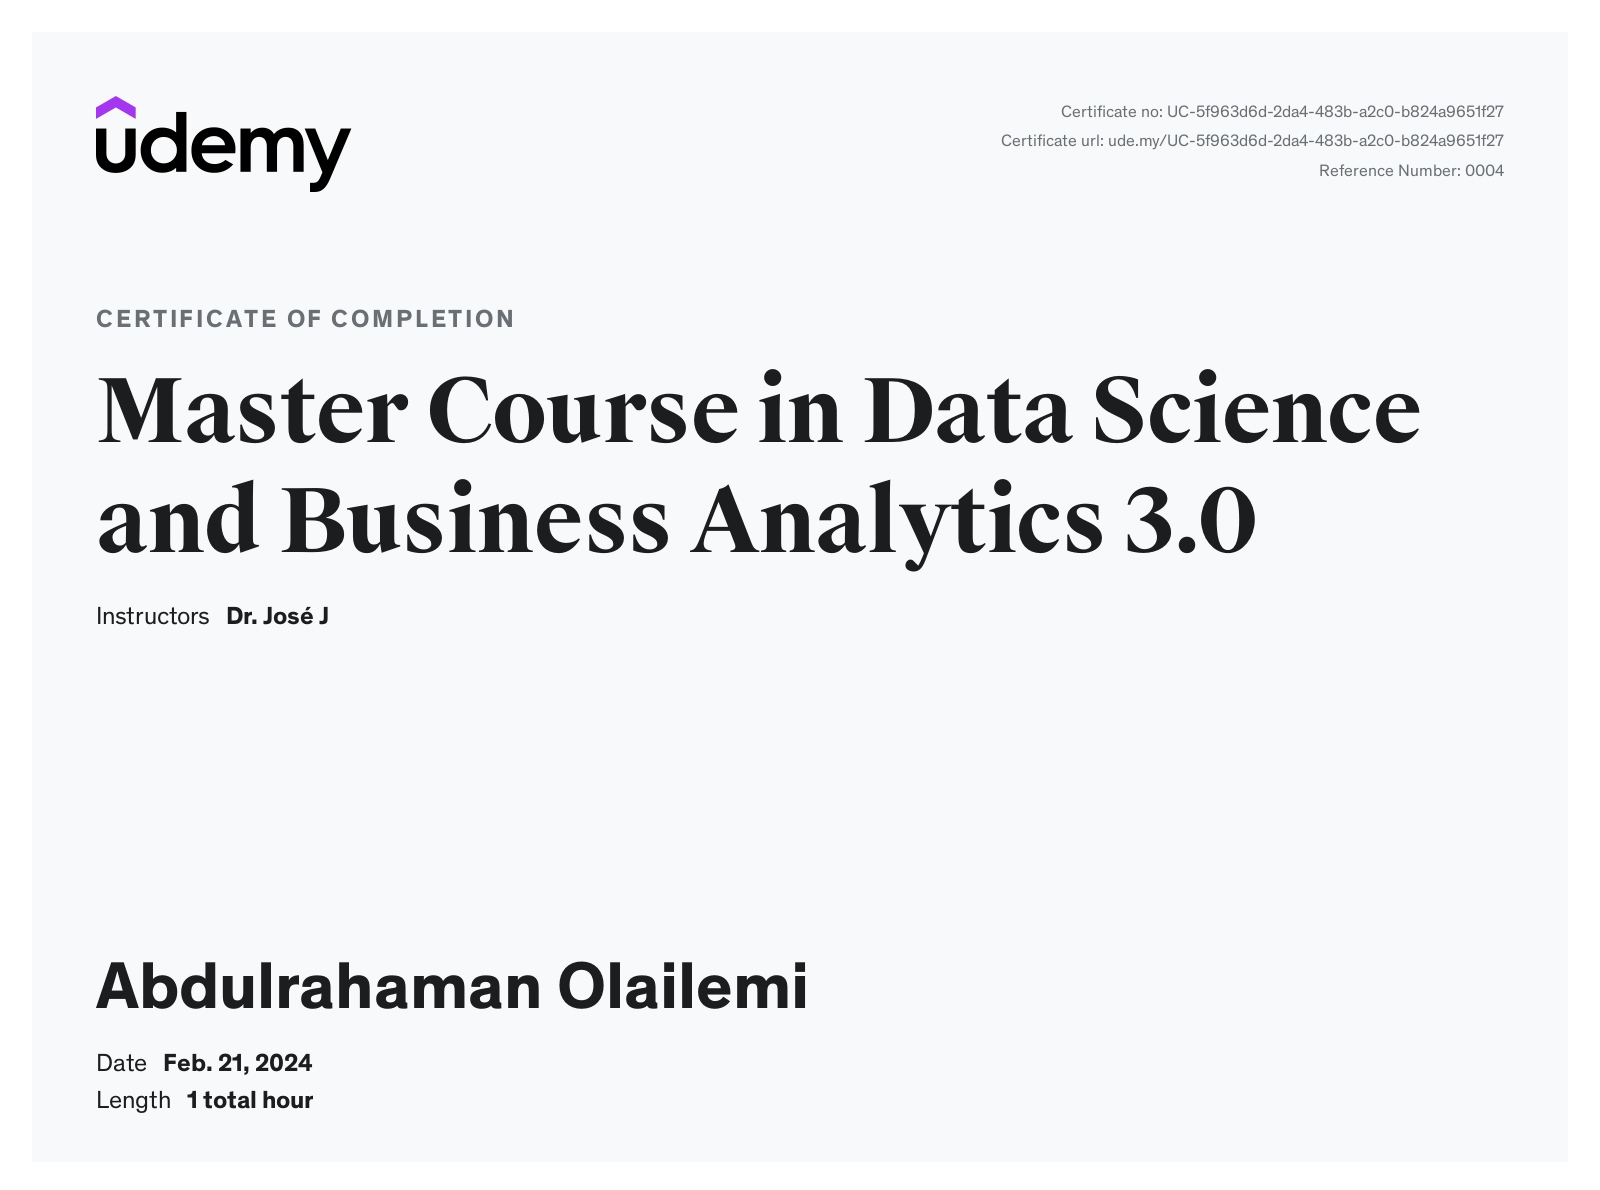 udemy
Certificate no: UC-5f963d6d-2da4-483b-a2c0-b824a9651f27
Certificate url: ude.my/UC-5f963d6d-2da4-483b-a2c0-b824a9651f27
Reference Number: 0004
CERTIFICATE OF COMPLETION
Master Course in Data Science
and Business Analytics 3.0
Instructors Dr. José J
Abdulrahaman Olailemi
Date Feb. 21, 2024
Length 1 total hour